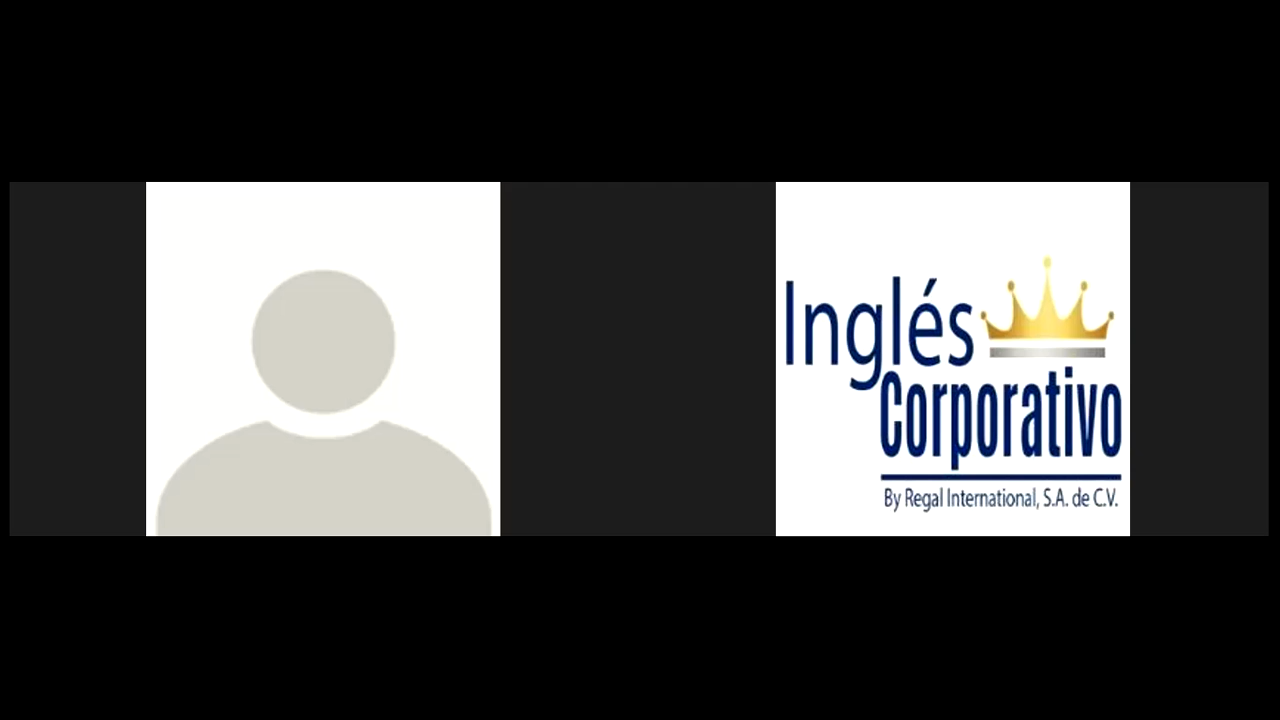 Inglés
Corporativo
By Regal International, S.A. de C.V.